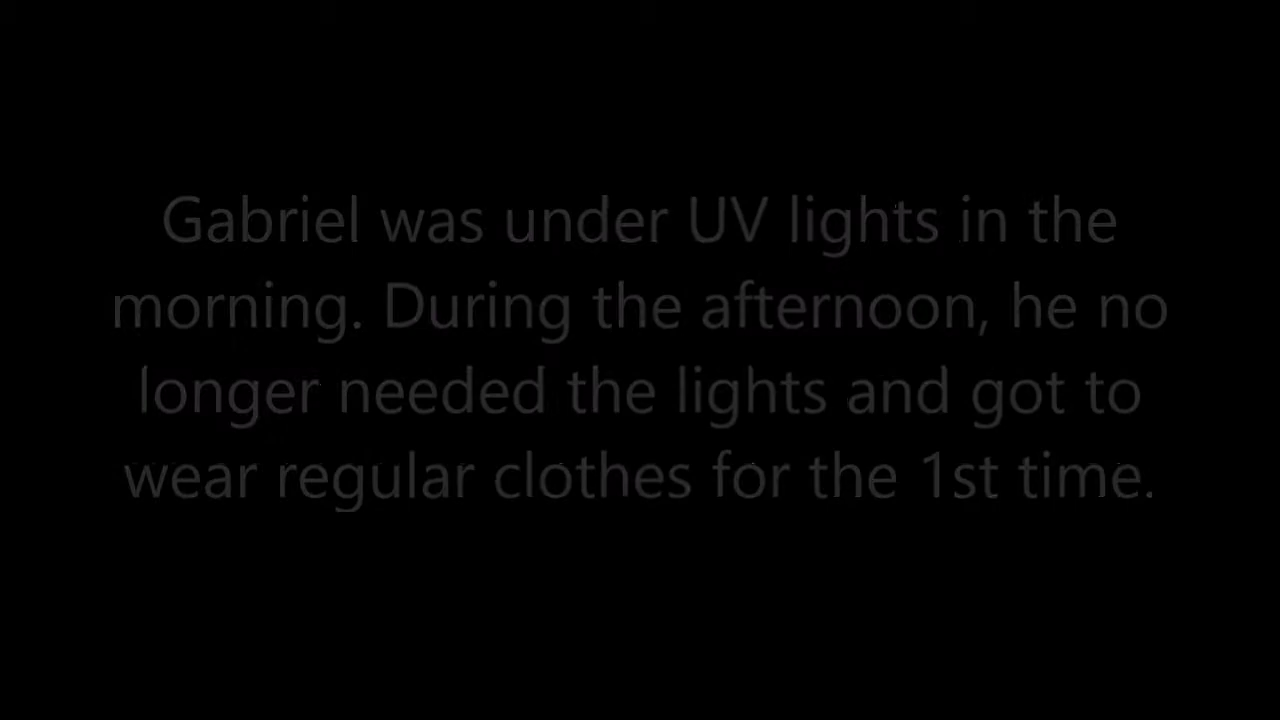 Gabriel was under UV lights in the
morning. During the afternoon, he no
longer needed the lights and got to
wear regular clothes for the 1st time.